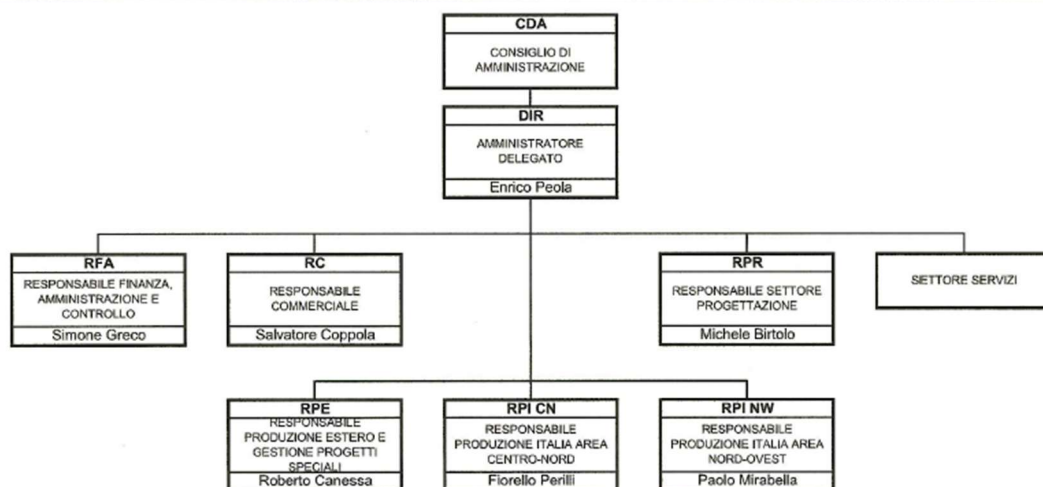 CDA
CONSIGLIO DI
AMMINISTRAZIONE
DIR
AMMINISTRATORE
DELEGATO
Enrico Peola
RFA
RESPONSABILE FINANZA,
AMMINISTRAZIONE E
CONTROLLO
Simone Greco
RC
RESPONSABILE
COMMERCIALE
Salvatore Coppola
RPR
RESPONSABILE SETTORE
PROGETTAZIONE
Michele Birtolo
SETTORE SERVIZI
RPE
RESPONSABILE
PRODUZIONE ESTERO E
GESTIONE PROGETTI
SPECIALI
Roberto Canessa
RPI CN
RESPONSABILE
PRODUZIONE ITALIA AREA
CENTRO-NORD
Fiorello Perilli
RPI NW
RESPONSABILE
PRODUZIONE ITALIA AREA
NORD-OVEST
Paolo Mirabella